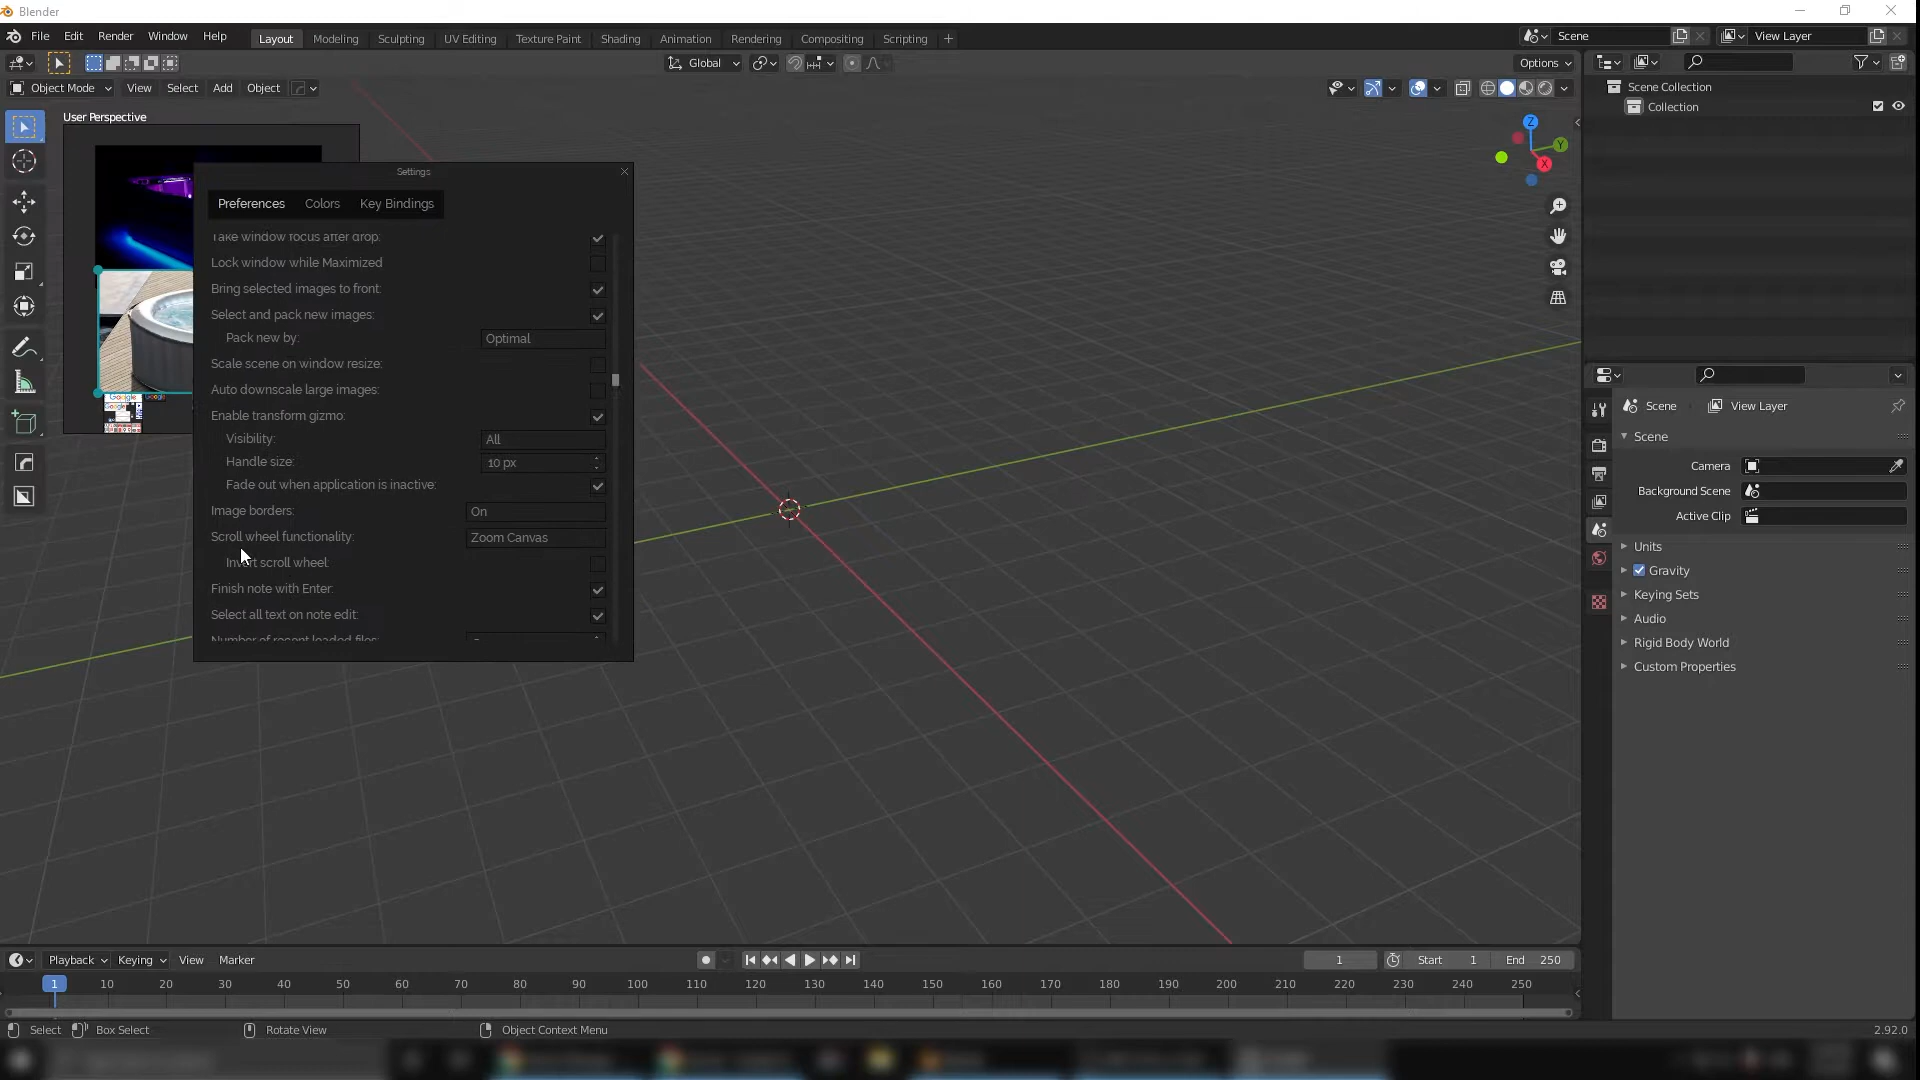 Blender
File Edit Render Window Help Layout Modeling Sculpting UV Editing Texture Paint Shading Animation Rendering Compositing Scripting + Scene View Layer
Global Options
Object Mode View Select Add Object
User Perspective
Z
Y
X
Scene Collection
Collection
Settings
Preferences Colors Key Bindings
Take window focus after drop:
Lock window while Maximized
Bring selected images to front:
Select and pack new images:
Pack new by: Optimal
Scale scene on window resize:
Auto downscale large images:
Enable transform gizmo:
Visibility: All
Handle size: 10 px
Fade out when application is inactive:
Image borders: On
Scroll wheel functionality: Zoom Canvas
Invert scroll wheel:
Finish note with Enter:
Select all text on note edit:
Number of recent loaded files:
Google
Google
Google
Scene View Layer
Scene
Camera
Background Scene
Active Clip
Units
Gravity
Keying Sets
Audio
Rigid Body World
Custom Properties
Playback Keying View Marker 1 Start 1 End 250
1 10 20 30 40 50 60 70 80 90 100 110 120 130 140 150 160 170 180 190 200 210 220 230 240 250
Select Box Select Rotate View Object Context Menu 2.92.0